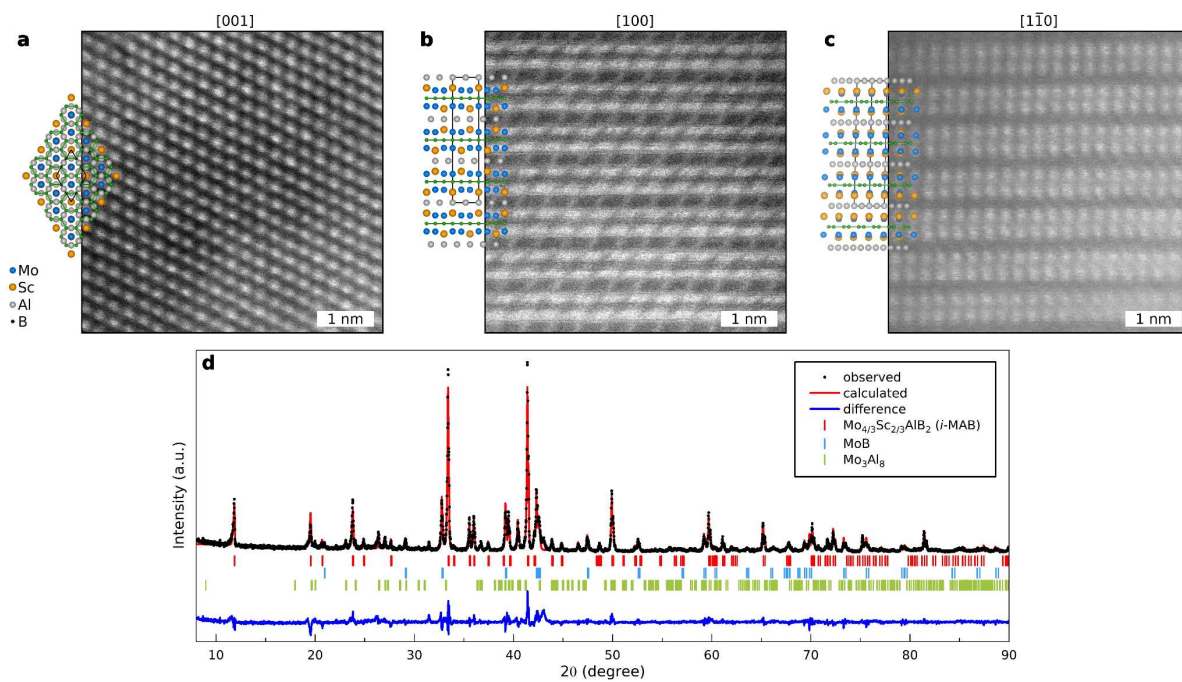 [001]
[100]
[11̅0]
a
b
c
Mo
Sc
Al
B
1 nm
1 nm
1 nm
d
observed
calculated
difference
Mo₄/₃Sc₂/₃AlB₂ (i-MAB)
MoB
Mo₃Al₈
Intensity (a.u.)
10 20 30 40 50 60 70 80 90
2θ (degree)